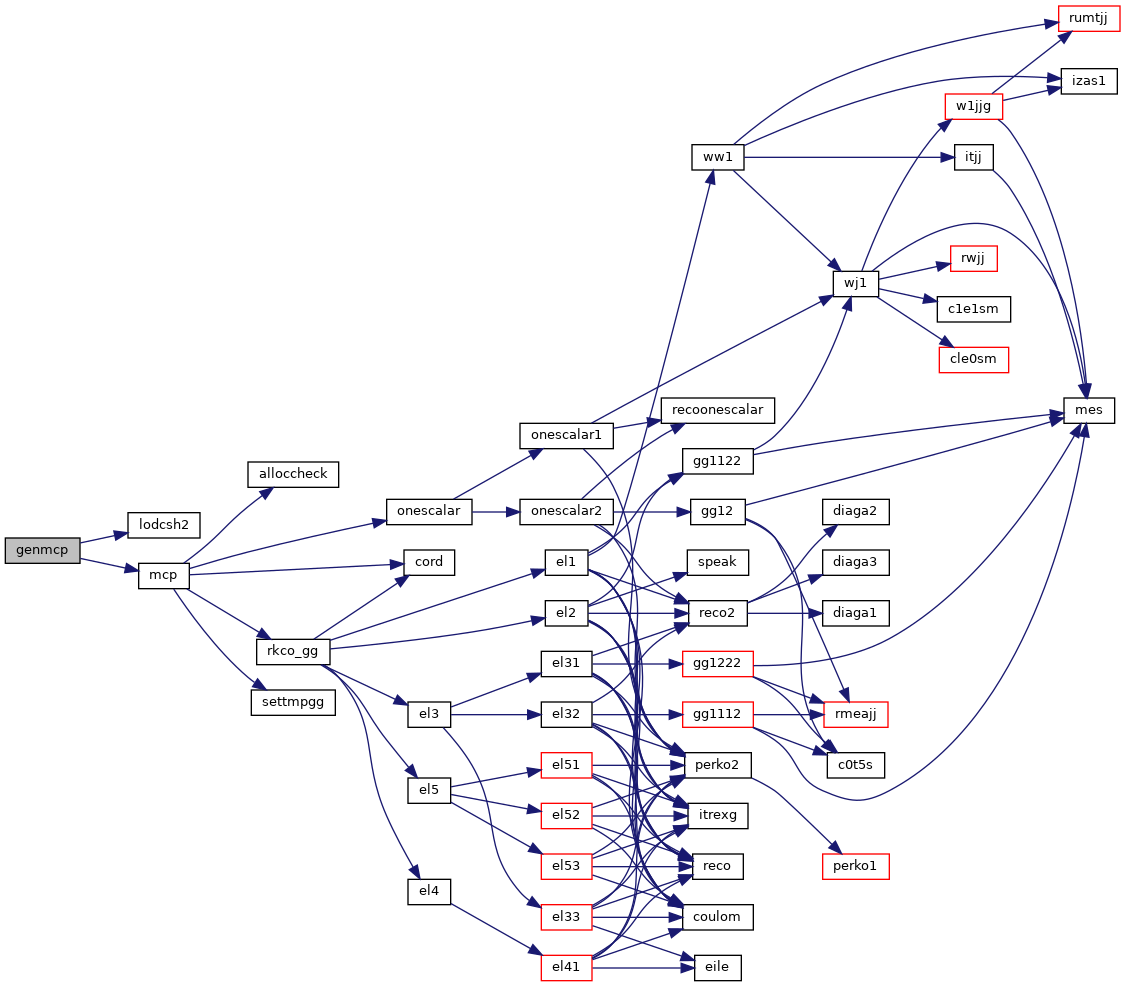 genmcp
lodcsh2
mcp
alloccheck
onescalar
cord
rkco_gg
settmpgg
onescalar1
onescalar2
el1
el2
el3
el5
el4
el31
el32
el51
el52
el53
el33
el41
ww1
recoonescalar
gg1122
gg12
speak
reco2
gg1222
gg1112
perko2
itrexg
reco
coulom
eile
wj1
diaga2
diaga3
diaga1
rmeajj
c0t5s
perko1
w1jjg
itjj
rwjj
c1e1sm
cle0sm
rumtjj
izas1
mes